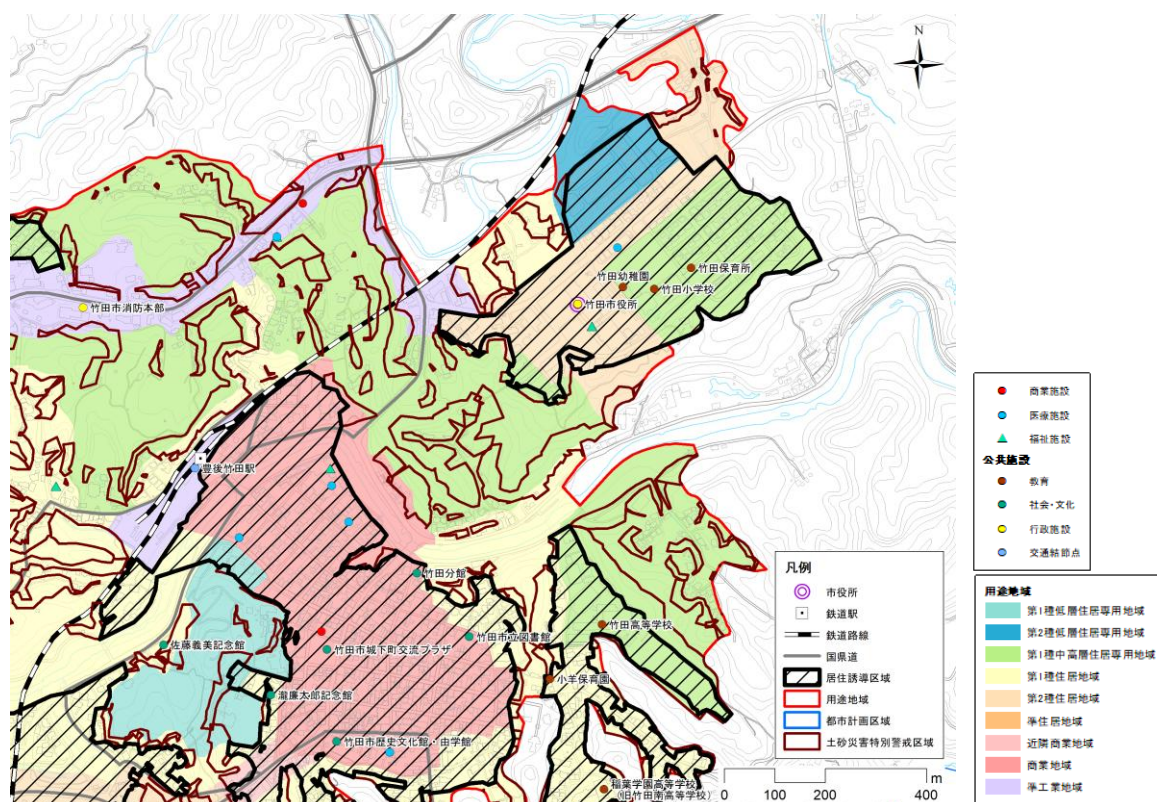 N
竹田保育所
竹田幼稚園
竹田小学校
竹田市役所
竹田市消防本部
豊後竹田駅
竹田分館
竹田高等学校
竹田市立図書館
佐藤義美記念館
竹田市城下町交流プラザ
小羊保育園
瀧廉太郎記念館
竹田市歴史文化館・由学館
稲葉学園高等学校
(旧竹田南高等学校)
凡例
市役所
鉄道駅
鉄道路線
国県道
居住誘導区域
用途地域
都市計画区域
土砂災害特別警戒区域
0 100 200 400
m
商業施設
医療施設
福祉施設
公共施設
教育
社会・文化
行政施設
交通結節点
用途地域
第1種低層住居専用地域
第2種低層住居専用地域
第1種中高層住居専用地域
第1種住居地域
第2種住居地域
準住居地域
近隣商業地域
商業地域
準工業地域